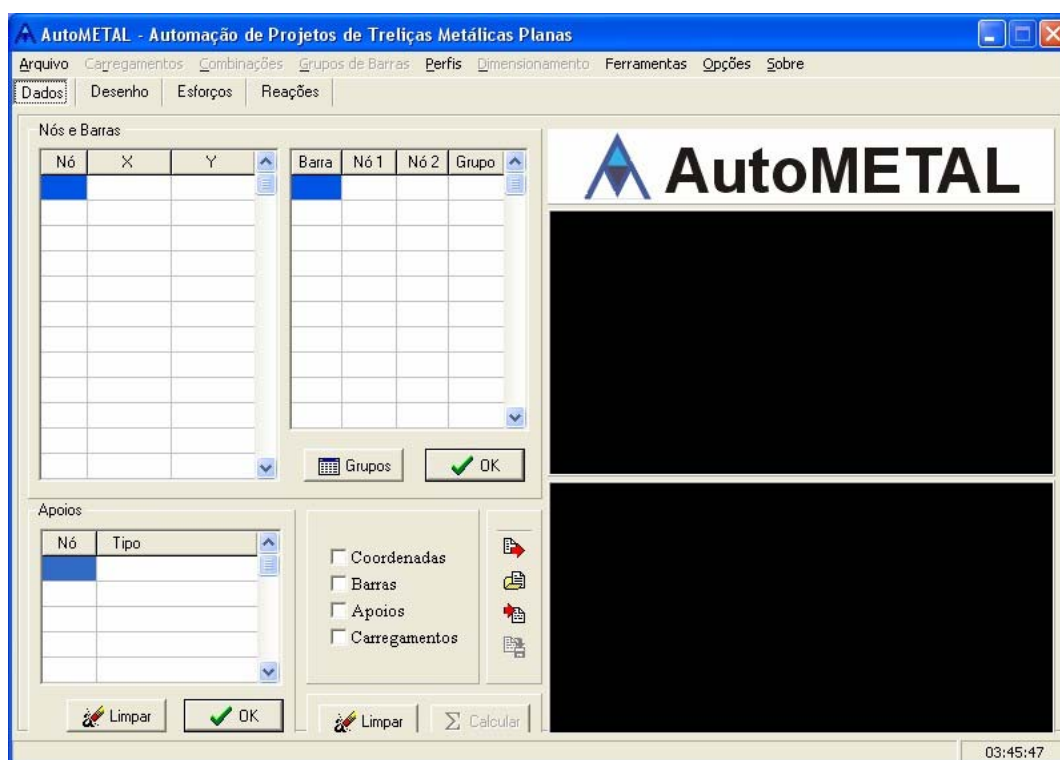 AutoMETAL - Automação de Projetos de Treliças Metálicas Planas
Arquivo Carregamentos Combinações Grupos de Barras Perfis Dimensionamento Ferramentas Opções Sobre
Dados Desenho Esforços Reações
Nós e Barras
Nó X Y
Barra Nó 1 Nó 2 Grupo
AutoMETAL
Grupos OK
Apoios
Nó Tipo
Coordenadas
Barras
Apoios
Carregamentos
Limpar OK
Limpar Σ Calcular
03:45:47